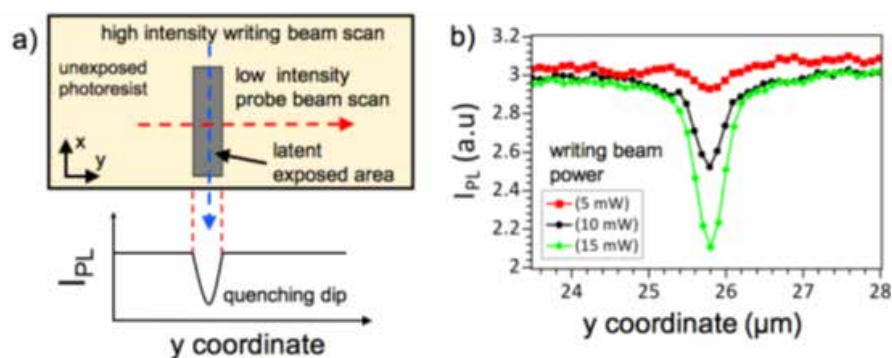 a)
high intensity writing beam scan
unexposed
photoresist
low intensity
probe beam scan
x
y
latent
exposed area
I_PL
quenching dip
y coordinate
b)
3.2
3
2.8
2.6
2.4
2.2
2
I_PL (a.u)
writing beam
power
(5 mW)
(10 mW)
(15 mW)
24
25
26
27
28
y coordinate (μm)